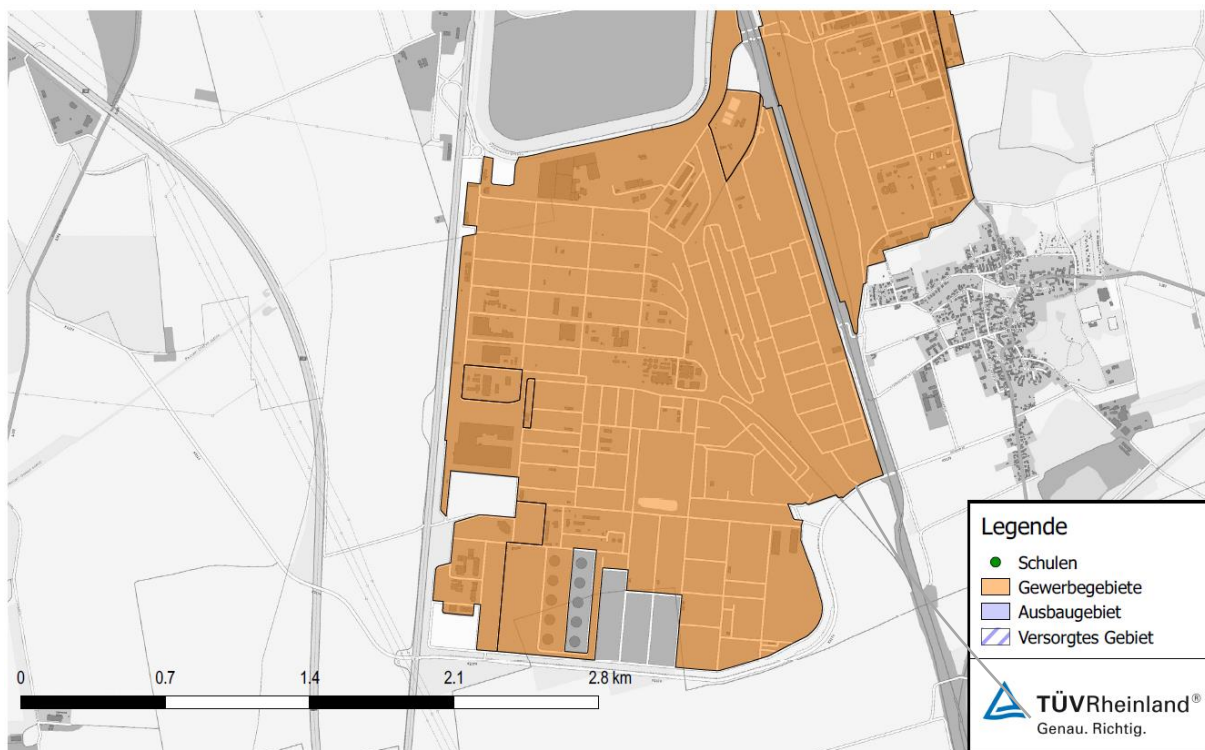 Legende
Schulen
Gewerbegebiete
Ausbaugebiet
Versorgtes Gebiet
0 0.7 1.4 2.1 2.8 km
TÜVRheinland®
Genau. Richtig.